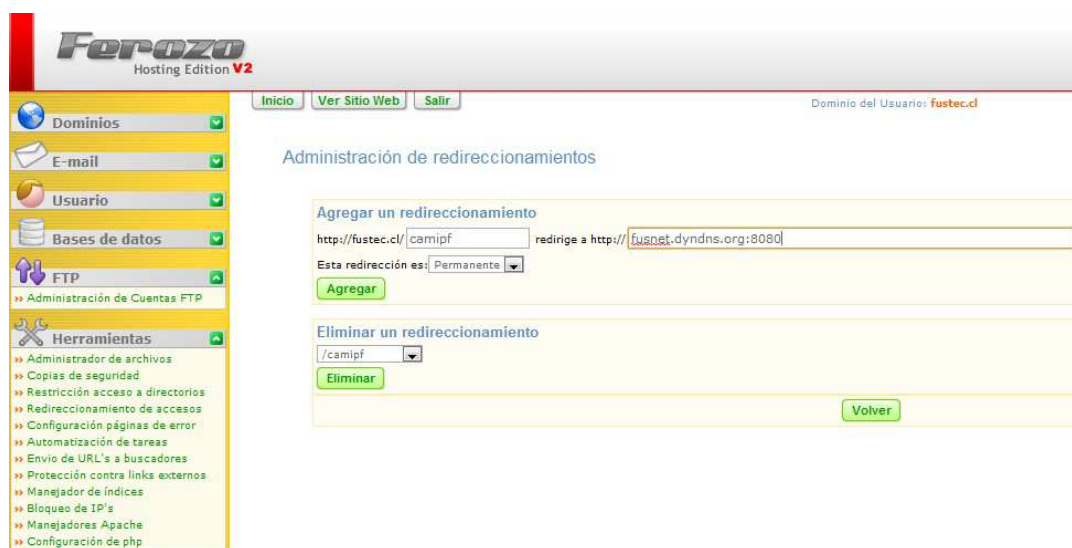 Ferozo
Hosting Edition V2
Inicio Ver Sitio Web Salir
Dominio del Usuario: fustec.cl
Dominios
E-mail
Usuario
Bases de datos
FTP
» Administración de Cuentas FTP
Herramientas
» Administrador de archivos
» Copias de seguridad
» Restricción acceso a directorios
» Redireccionamiento de accesos
» Configuración páginas de error
» Automatización de tareas
» Envio de URL's a buscadores
» Protección contra links externos
» Manejador de índices
» Bloqueo de IP's
» Manejadores Apache
» Configuración de php
Administración de redireccionamientos
Agregar un redireccionamiento
http://fustec.cl/ camipf redirige a http:// fusnet.dyndns.org:8080
Esta redirección es: Permanente
Agregar
Eliminar un redireccionamiento
/camipf
Eliminar
Volver